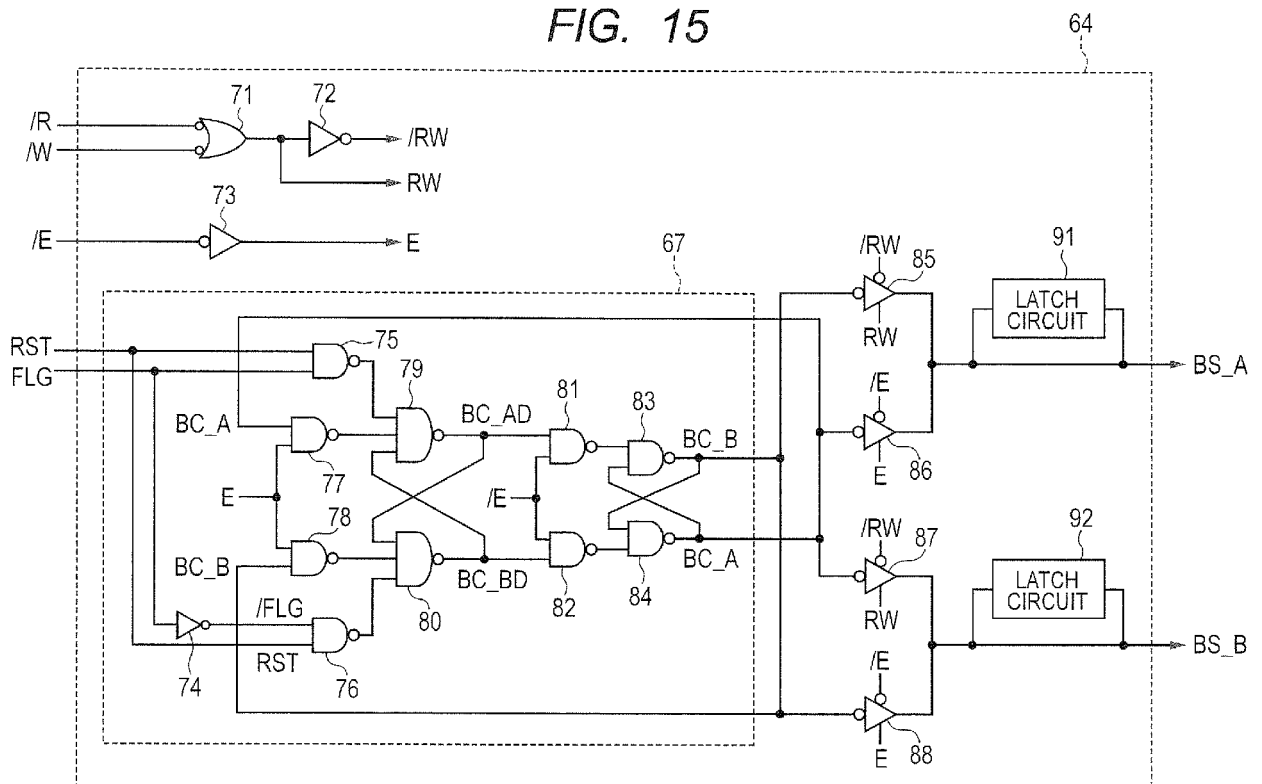 FIG. 15
64
/R
/W
71
72
/RW
RW
73
/E
E
67
/RW
85
RW
91
LATCH
CIRCUIT
RST
FLG
75
79
BC_AD
81
83
BC_B
BS_A
BC_A
77
/E
86
E
E
78
/E
BC_B
80
BC_BD
82
84
BC_A
/RW
87
RW
92
LATCH
CIRCUIT
/FLG
74
RST
76
BS_B
/E
88
E